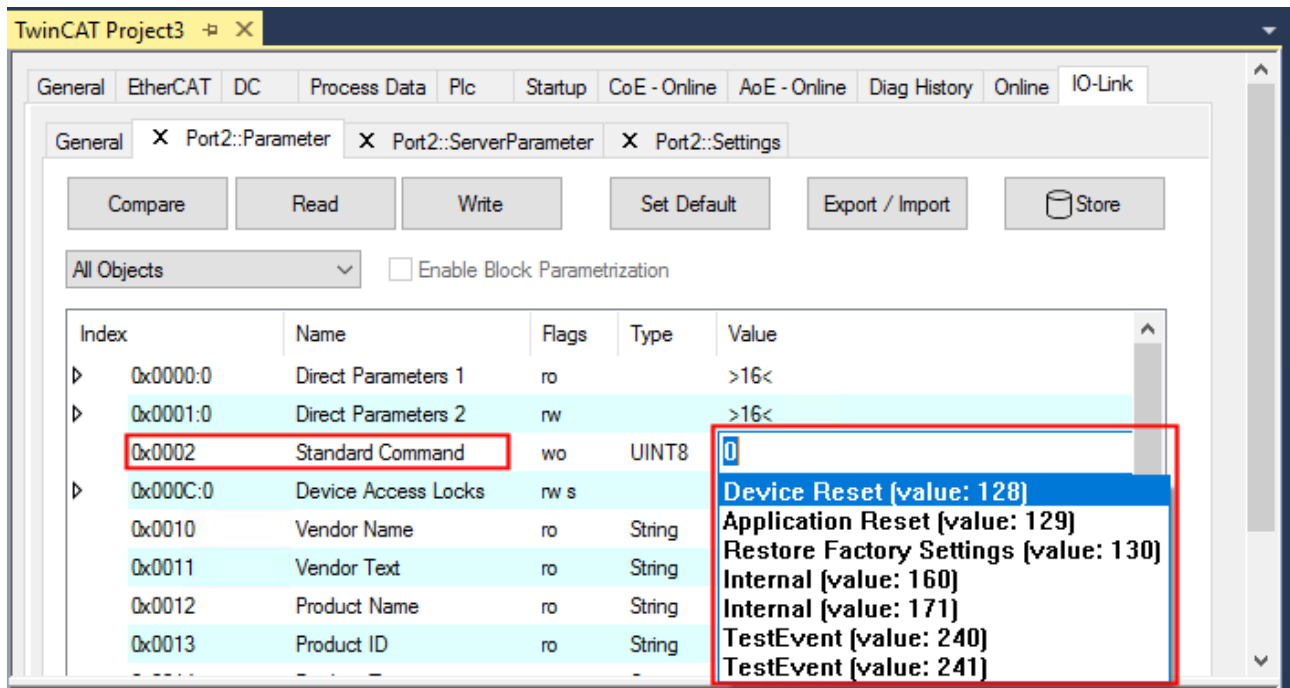 TwinCAT Project3
General EtherCAT DC Process Data Plc Startup CoE - Online AoE - Online Diag History Online IO-Link
General X Port2::Parameter X Port2::ServerParameter X Port2::Settings
Compare Read Write Set Default Export / Import Store
All Objects Enable Block Parametrization
Index Name Flags Type Value
0x0000:0 Direct Parameters 1 ro >16<
0x0001:0 Direct Parameters 2 rw >16<
0x0002 Standard Command wo UINT8 0
0x000C:0 Device Access Locks rw s Device Reset (value: 128)
Application Reset (value: 129)
0x0010 Vendor Name ro String
Restore Factory Settings (value: 130)
0x0011 Vendor Text ro String
Internal (value: 160)
0x0012 Product Name ro String Internal (value: 171)
0x0013 Product ID ro String TestEvent (value: 240)
TestEvent (value: 241)